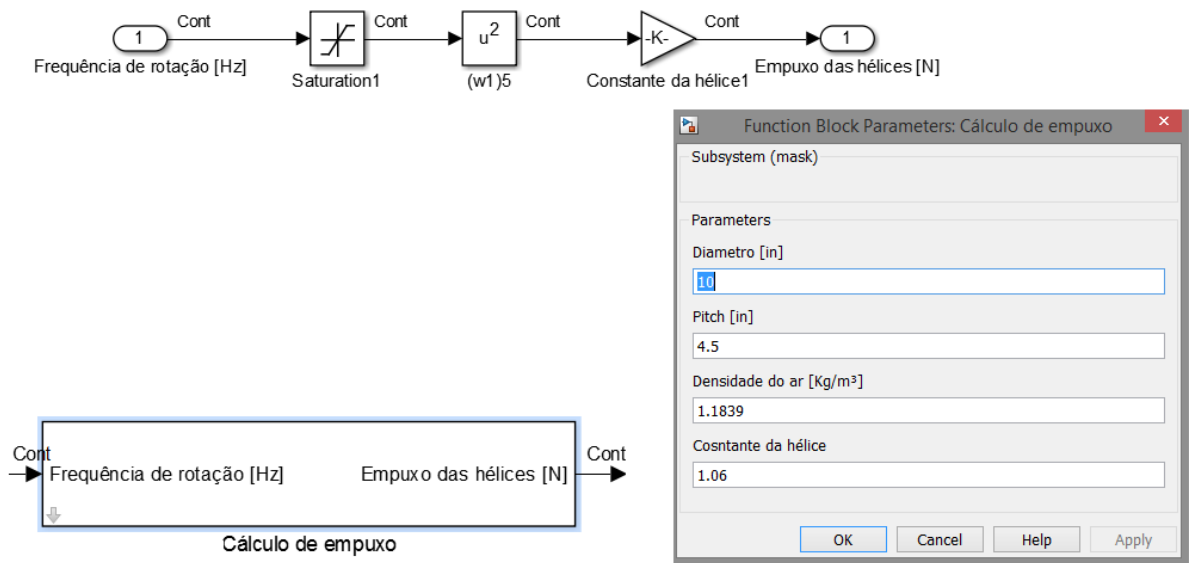 Cont
Cont
Cont
Cont
1
u²
-K-
1
Frequência de rotação [Hz]
Saturation1
(w1)5
Constante da hélice1
Empuxo das hélices [N]
Function Block Parameters: Cálculo de empuxo
×
Subsystem (mask)
Parameters
Diametro [in]
10
Pitch [in]
4.5
Densidade do ar [Kg/m³]
1.1839
Cosntante da hélice
1.06
OK
Cancel
Help
Apply
Cont
Frequência de rotação [Hz]
Empuxo das hélices [N]
Cont
Cálculo de empuxo